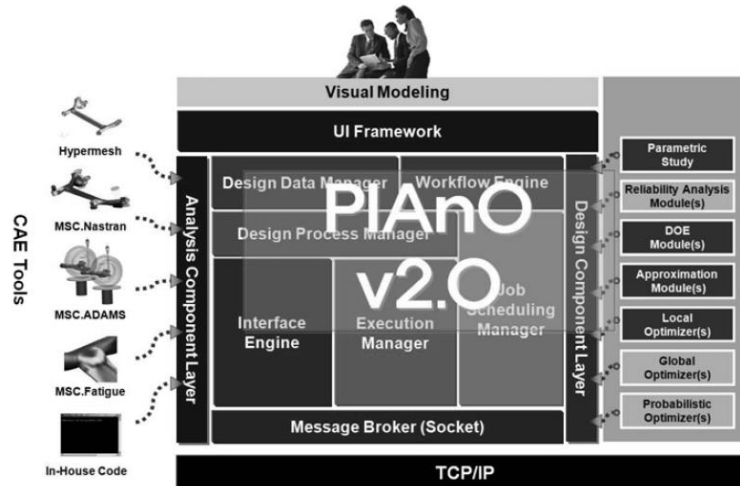 Visual Modeling
UI Framework
CAE Tools
Hypermesh
MSC.Nastran
MSC.ADAMS
MSC.Fatigue
In-House Code
Analysis Component Layer
Design Data Manager
Workflow Engine
Design Process Manager
PIAnO
v2.0
Interface
Engine
Execution
Manager
Job
Scheduling
Manager
Message Broker (Socket)
Design Component Layer
Parametric
Study
Reliability Analysis
Module(s)
DOE
Module(s)
Approximation
Module(s)
Local
Optimizer(s)
Global
Optimizer(s)
Probabilistic
Optimizer(s)
TCP/IP